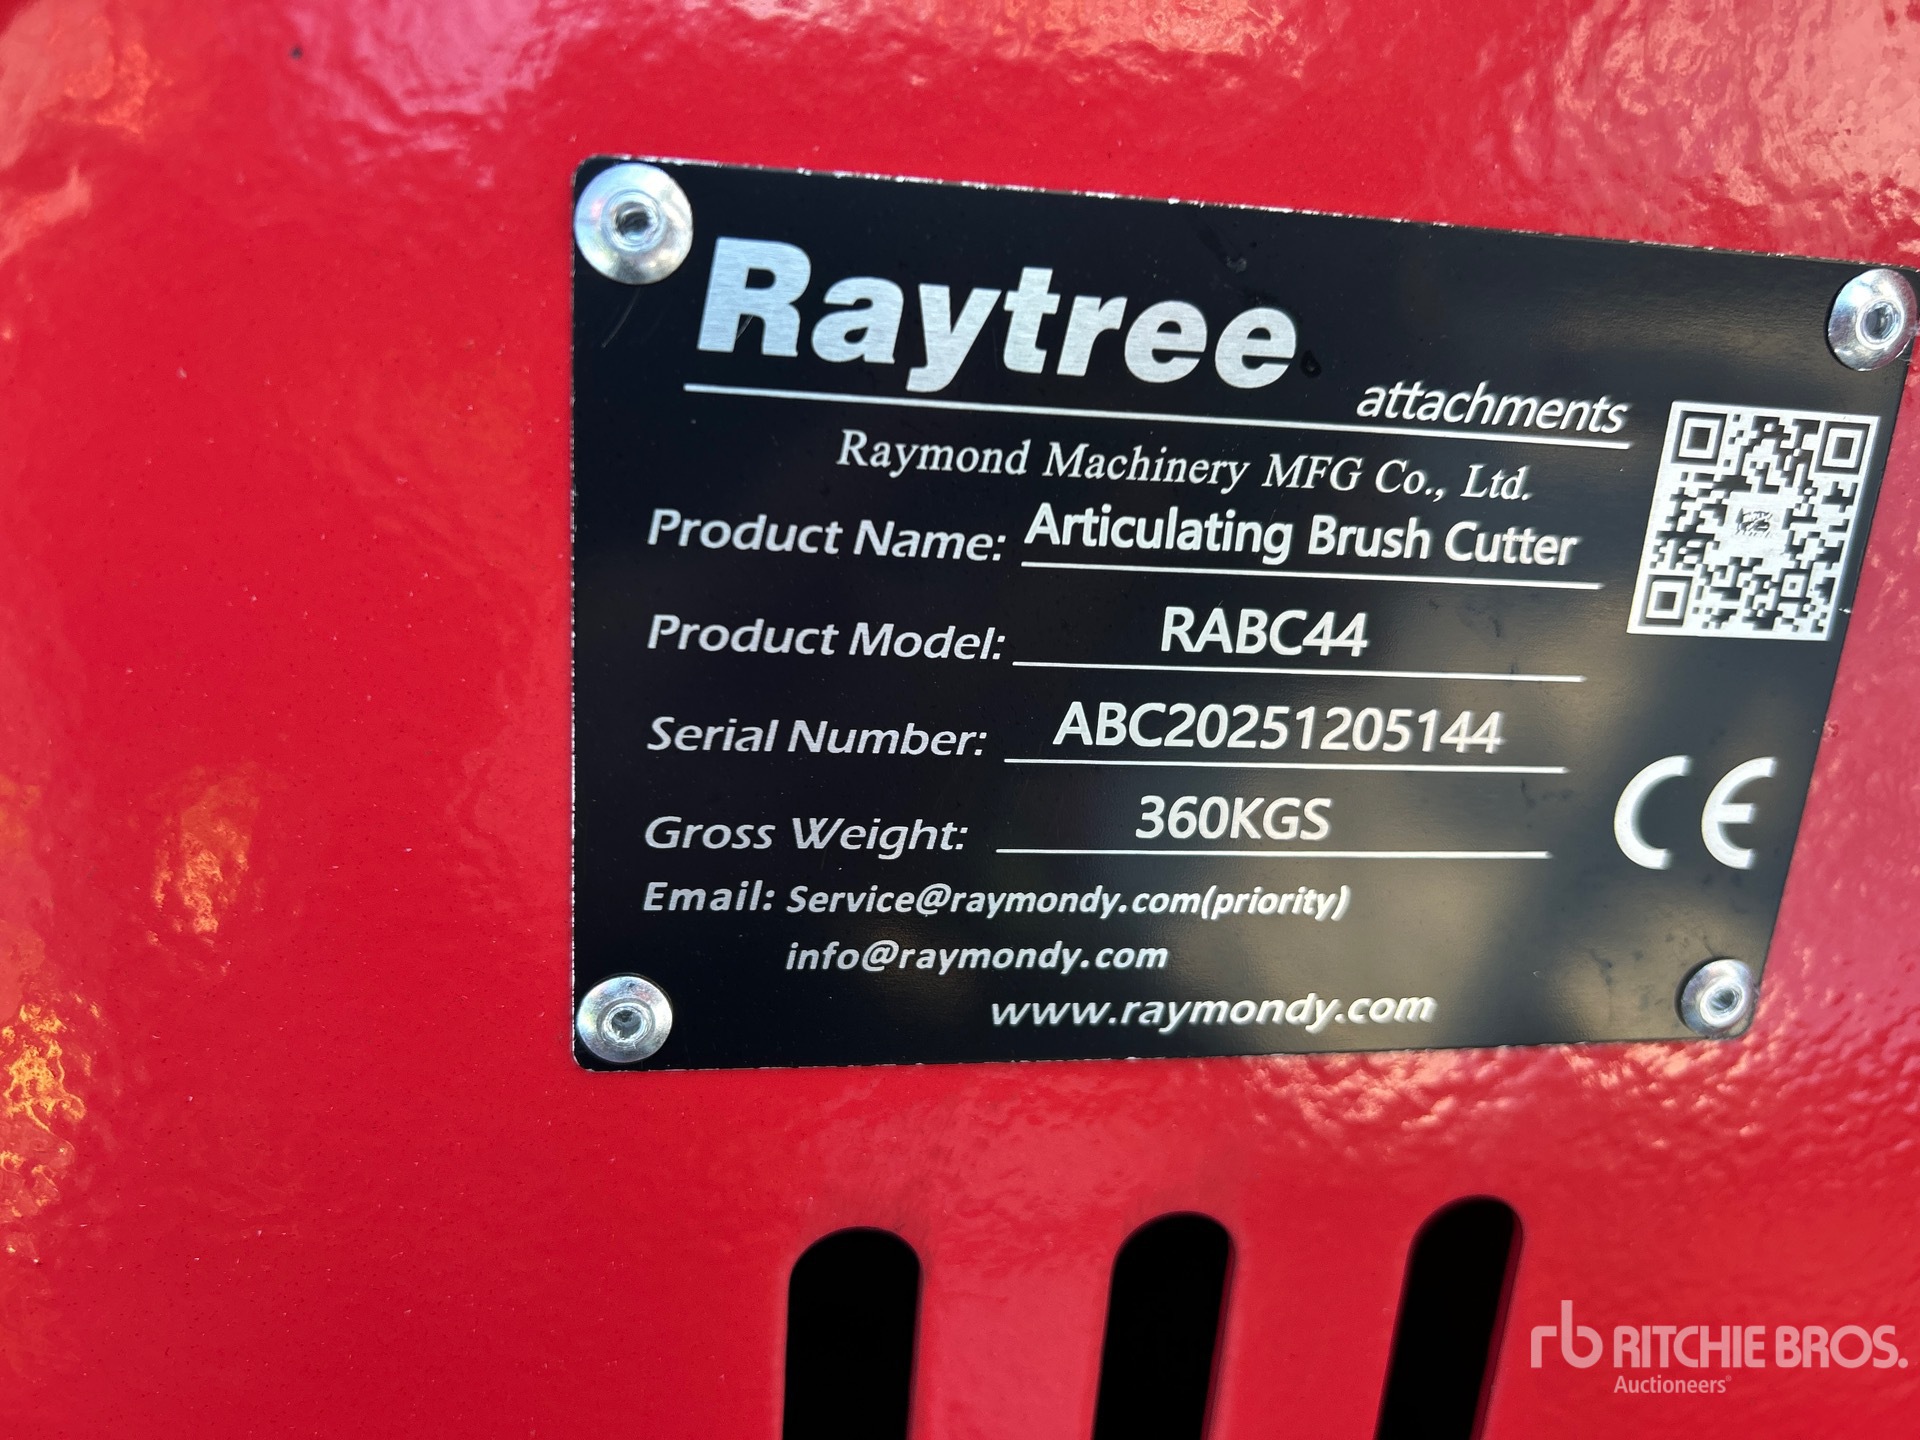 Raytree
attachments
Raymond Machinery MFG Co., Ltd.
Product Name: Articulating Brush Cutter
Product Model: RABC44
Serial Number: ABC20251205144
Gross Weight: 360KGS
CE
Email: Service@raymondy.com(priority)
info@raymondy.com
www.raymondy.com
rb RITCHIE BROS.
Auctioneers